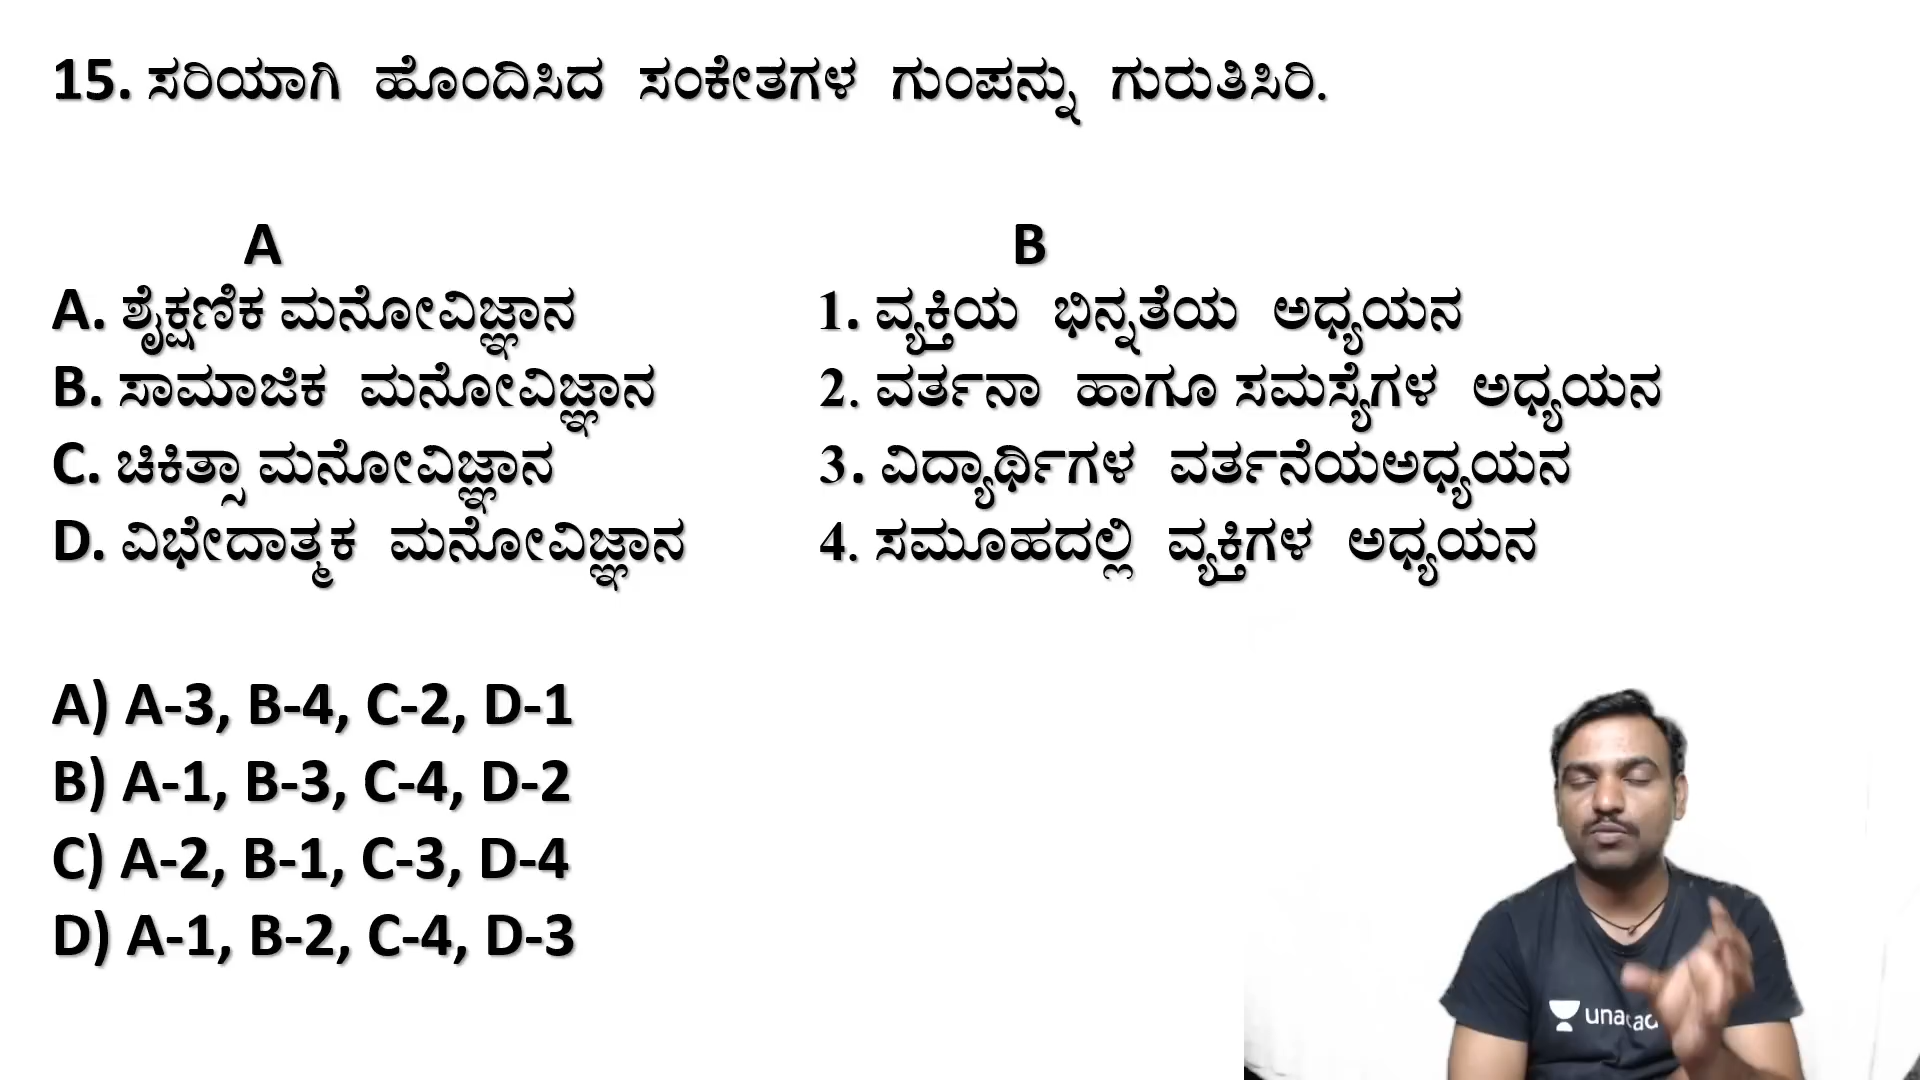 15. ಸರಿಯಾಗಿ ಹೊಂದಿಸಿದ ಸಂಕೇತಗಳ ಗುಂಪನ್ನು ಗುರುತಿಸಿರಿ.
A B
A. ಶೈಕ್ಷಣಿಕ ಮನೋವಿಜ್ಞಾನ 1. ವ್ಯಕ್ತಿಯ ಭಿನ್ನತೆಯ ಅಧ್ಯಯನ
B. ಸಾಮಾಜಿಕ ಮನೋವಿಜ್ಞಾನ 2. ವರ್ತನಾ ಹಾಗೂ ಸಮಸ್ಯೆಗಳ ಅಧ್ಯಯನ
C. ಚಿಕಿತ್ಸಾ ಮನೋವಿಜ್ಞಾನ 3. ವಿದ್ಯಾರ್ಥಿಗಳ ವರ್ತನೆಯಅಧ್ಯಯನ
D. ವಿಭೇದಾತ್ಮಕ ಮನೋವಿಜ್ಞಾನ 4. ಸಮೂಹದಲ್ಲಿ ವ್ಯಕ್ತಿಗಳ ಅಧ್ಯಯನ
A) A-3, B-4, C-2, D-1
B) A-1, B-3, C-4, D-2
C) A-2, B-1, C-3, D-4
D) A-1, B-2, C-4, D-3